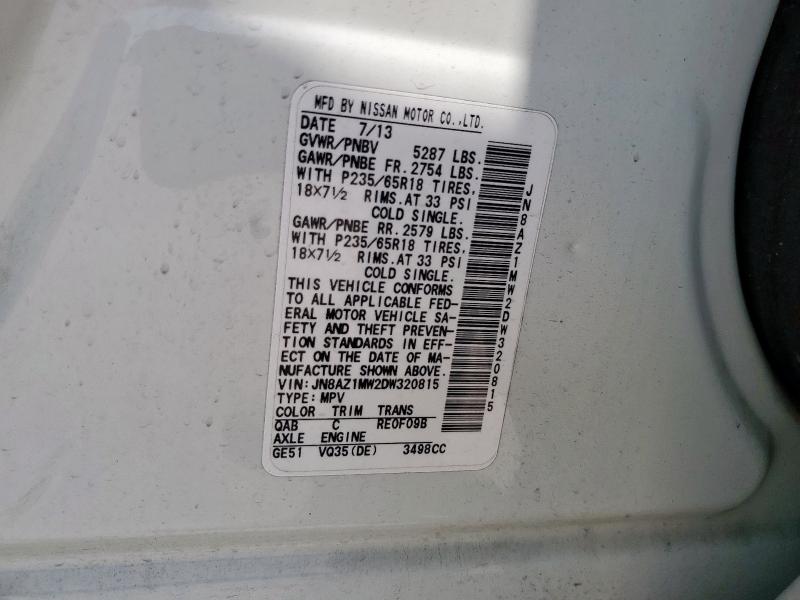 MFD BY NISSAN MOTOR CO.,LTD.
DATE 7/13
GVWR/PNBV 5287 LBS.
GAWR/PNBE FR. 2754 LBS.
WITH P235/65R18 TIRES,
18×7½ RIMS.AT 33 PSI
COLD SINGLE.
GAWR/PNBE RR. 2579 LBS.
WITH P235/65R18 TIRES,
18×7½ RIMS.AT 33 PSI
COLD SINGLE.
THIS VEHICLE CONFORMS
TO ALL APPLICABLE FED-
ERAL MOTOR VEHICLE SA-
FETY AND THEFT PREVEN-
TION STANDARDS IN EFF-
ECT ON THE DATE OF MA-
NUFACTURE SHOWN ABOVE.
VIN: JN8AZ1MW2DW320815
TYPE: MPV
COLOR TRIM TRANS
QAB C RE0F09B
AXLE ENGINE
GE51 VQ35(DE) 3498CC
JN8AZ1MW2DW320815